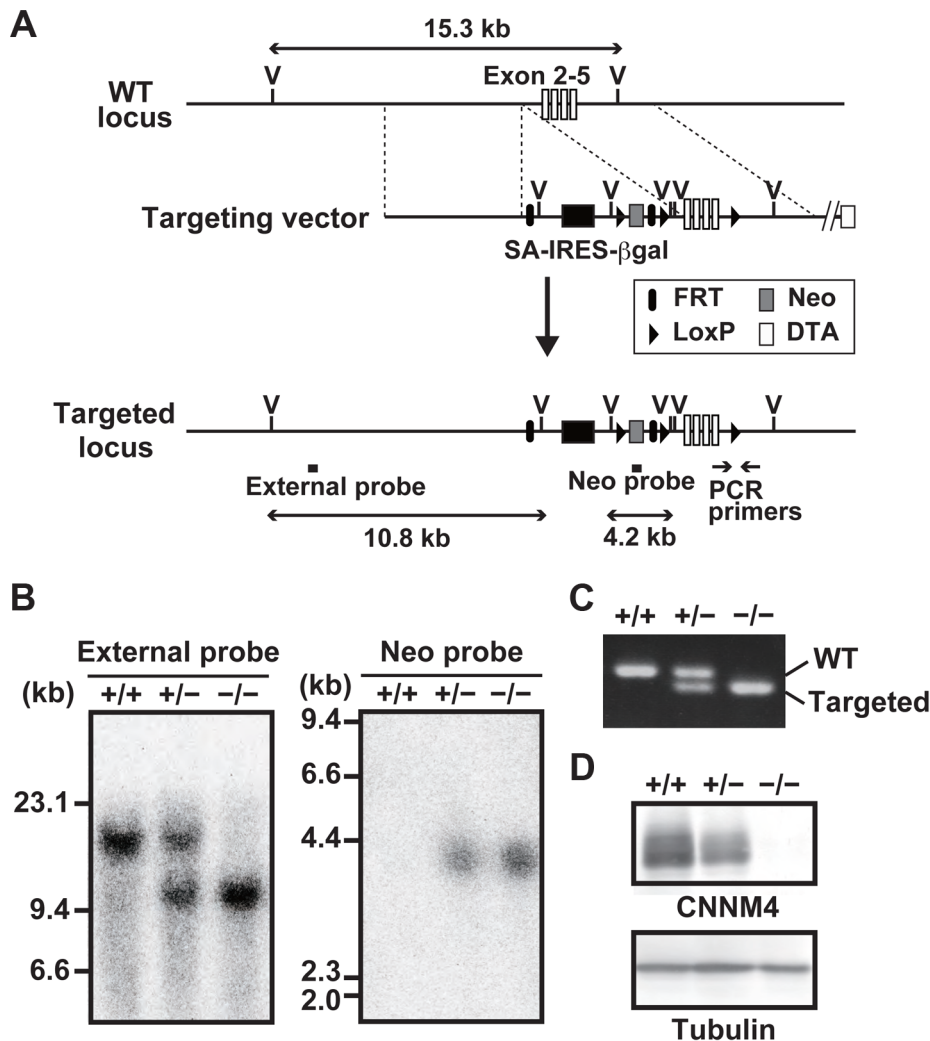 A
15.3 kb
V V
Exon 2-5
WT
locus
V V V V V
Targeting vector
SA-IRES-βgal
FRT Neo
LoxP DTA
V V V V V V
Targeted
locus
External probe Neo probe PCR
primers
10.8 kb 4.2 kb
B
External probe Neo probe
(kb) +/+ +/− −/− (kb) +/+ +/− −/−
23.1
9.4
6.6
9.4
6.6
4.4
2.3
2.0
C
+/+ +/− −/−
WT
Targeted
D
+/+ +/− −/−
CNNM4
Tubulin